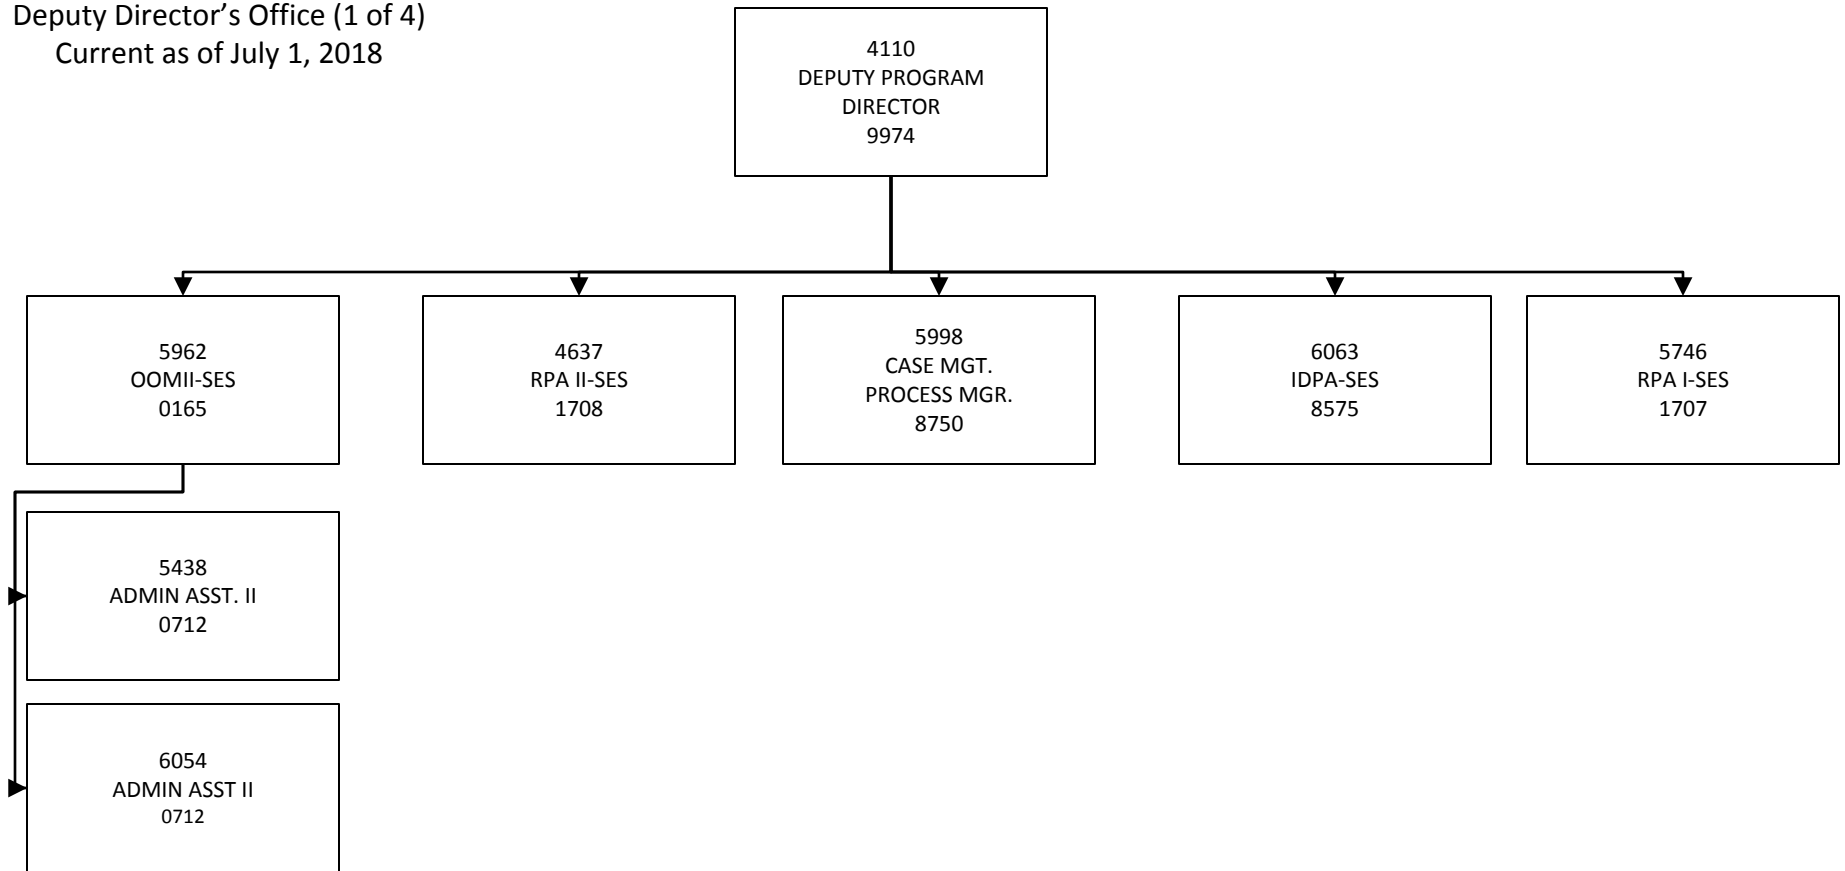 Deputy Director’s Office (1 of 4)
Current as of July 1, 2018
4110
DEPUTY PROGRAM
DIRECTOR
9974
5962
OOMII-SES
0165
4637
RPA II-SES
1708
5998
CASE MGT.
PROCESS MGR.
8750
6063
IDPA-SES
8575
5746
RPA I-SES
1707
5438
ADMIN ASST. II
0712
6054
ADMIN ASST II
0712